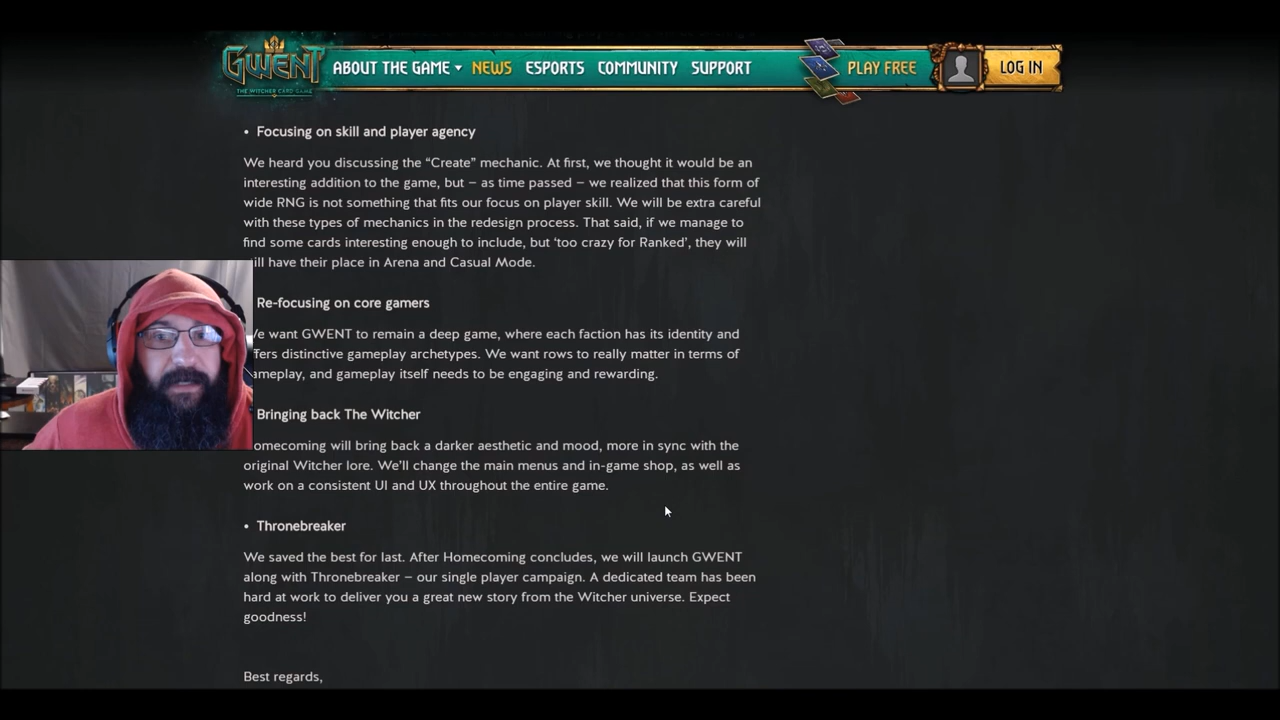 GWENT
THE WITCHER CARD GAME
ABOUT THE GAME NEWS ESPORTS COMMUNITY SUPPORT PLAY FREE LOG IN
• Focusing on skill and player agency
We heard you discussing the “Create” mechanic. At first, we thought it would be an
interesting addition to the game, but – as time passed – we realized that this form of
wide RNG is not something that fits our focus on player skill. We will be extra careful
with these types of mechanics in the redesign process. That said, if we manage to
find some cards interesting enough to include, but ‘too crazy for Ranked’, they will
ill have their place in Arena and Casual Mode.
Re-focusing on core gamers
We want GWENT to remain a deep game, where each faction has its identity and
ffers distinctive gameplay archetypes. We want rows to really matter in terms of
ameplay, and gameplay itself needs to be engaging and rewarding.
Bringing back The Witcher
omecoming will bring back a darker aesthetic and mood, more in sync with the
original Witcher lore. We’ll change the main menus and in-game shop, as well as
work on a consistent UI and UX throughout the entire game.
• Thronebreaker
We saved the best for last. After Homecoming concludes, we will launch GWENT
along with Thronebreaker – our single player campaign. A dedicated team has been
hard at work to deliver you a great new story from the Witcher universe. Expect
goodness!
Best regards,